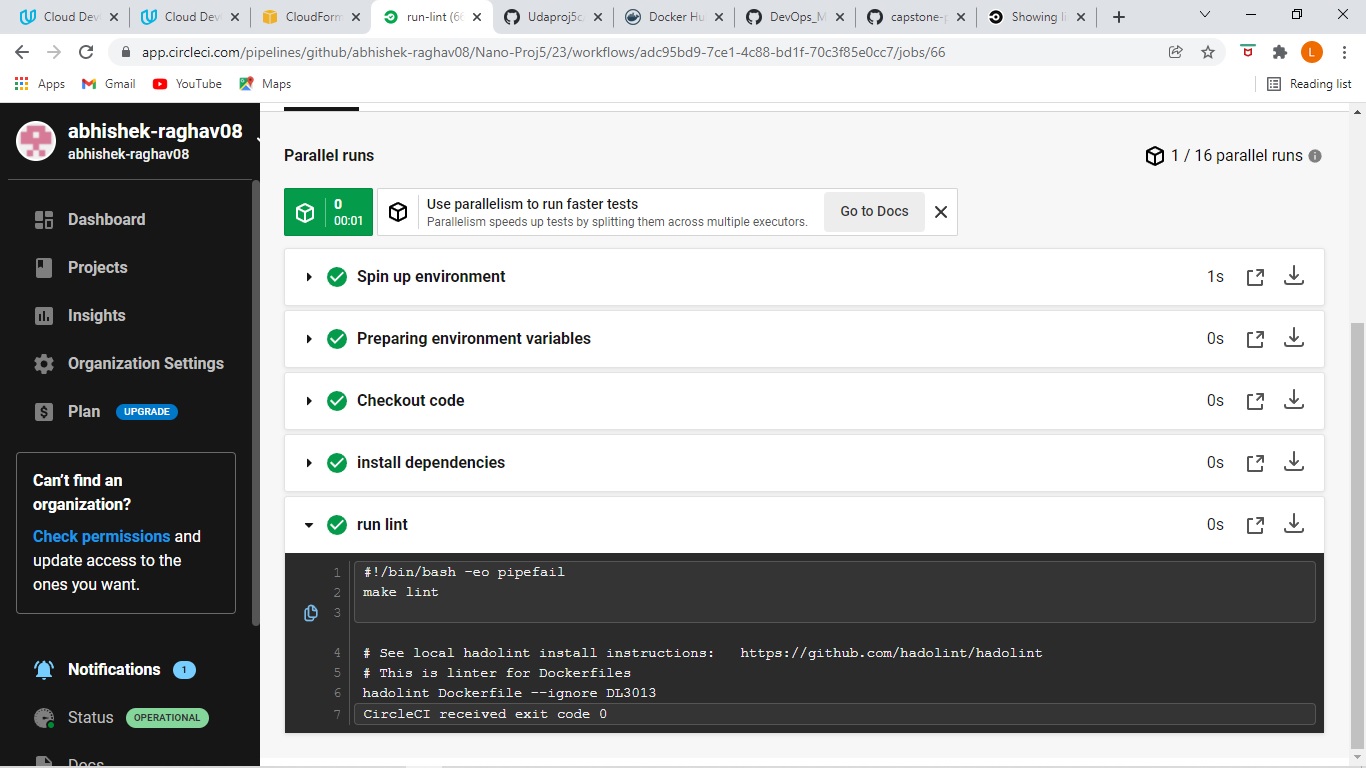 Cloud Dev
Cloud Dev
CloudForm
run-lint (66
Udaproj5c
Docker Hu
DevOps_M
capstone-p
Showing li
app.circleci.com/pipelines/github/abhishek-raghav08/Nano-Proj5/23/workflows/adc95bd9-7ce1-4c88-bd1f-70c3f85e0cc7/jobs/66
L
Apps
Gmail
YouTube
Maps
Reading list
abhishek-raghav08
abhishek-raghav08
Dashboard
Projects
Insights
Organization Settings
Plan UPGRADE
Can't find an
organization?
Check permissions and
update access to the
ones you want.
Notifications 1
Status OPERATIONAL
Docs
Parallel runs
1 / 16 parallel runs
0
00:01
Use parallelism to run faster tests
Parallelism speeds up tests by splitting them across multiple executors.
Go to Docs
Spin up environment 1s
Preparing environment variables 0s
Checkout code 0s
install dependencies 0s
run lint 0s
1 #!/bin/bash -eo pipefail
2 make lint
3
4 # See local hadolint install instructions:   https://github.com/hadolint/hadolint
5 # This is linter for Dockerfiles
6 hadolint Dockerfile --ignore DL3013
7 CircleCI received exit code 0